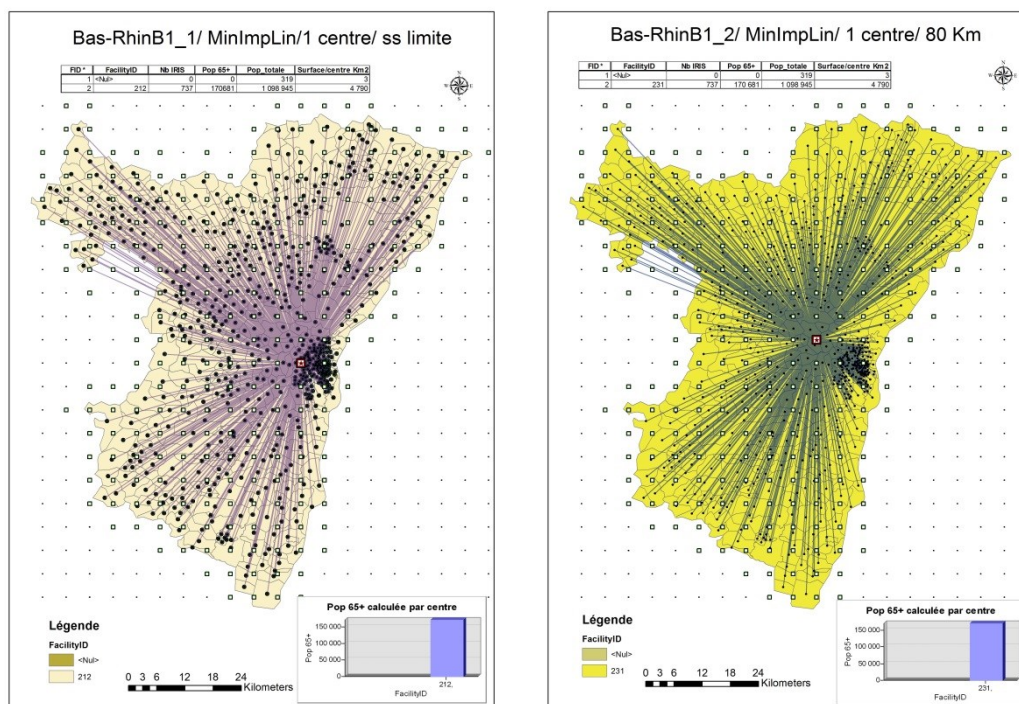 Bas-RhinB1_1/ MinImpLin/1 centre/ ss limite
FID * FacilityID Nb IRIS Pop 65+ Pop_totale Surface/centre Km2
1 <Nul> 0 0 319 3
2 212 737 170681 1 098 945 4 790
N
W E
S
Légende
FacilityID
<Nul>
212
0 3 6 12 18 24
Kilometers
Pop 65+ calculée par centre
Pop 65+
150 000
100 000
50 000
0
212.
FacilityID
Bas-RhinB1_2/ MinImpLin/ 1 centre/ 80 Km
FID * FacilityID Nb IRIS Pop 65+ Pop_totale Surface/centre Km2
1 <Nul> 0 0 319 3
2 231 737 170 681 1 098 945 4 790
N
W E
S
Légende
FacilityID
<Nul>
231
0 3 6 12 18 24
Kilometers
Pop 65+ calculée par centre
Pop 65+
150 000
100 000
50 000
0
231.
FacilityID